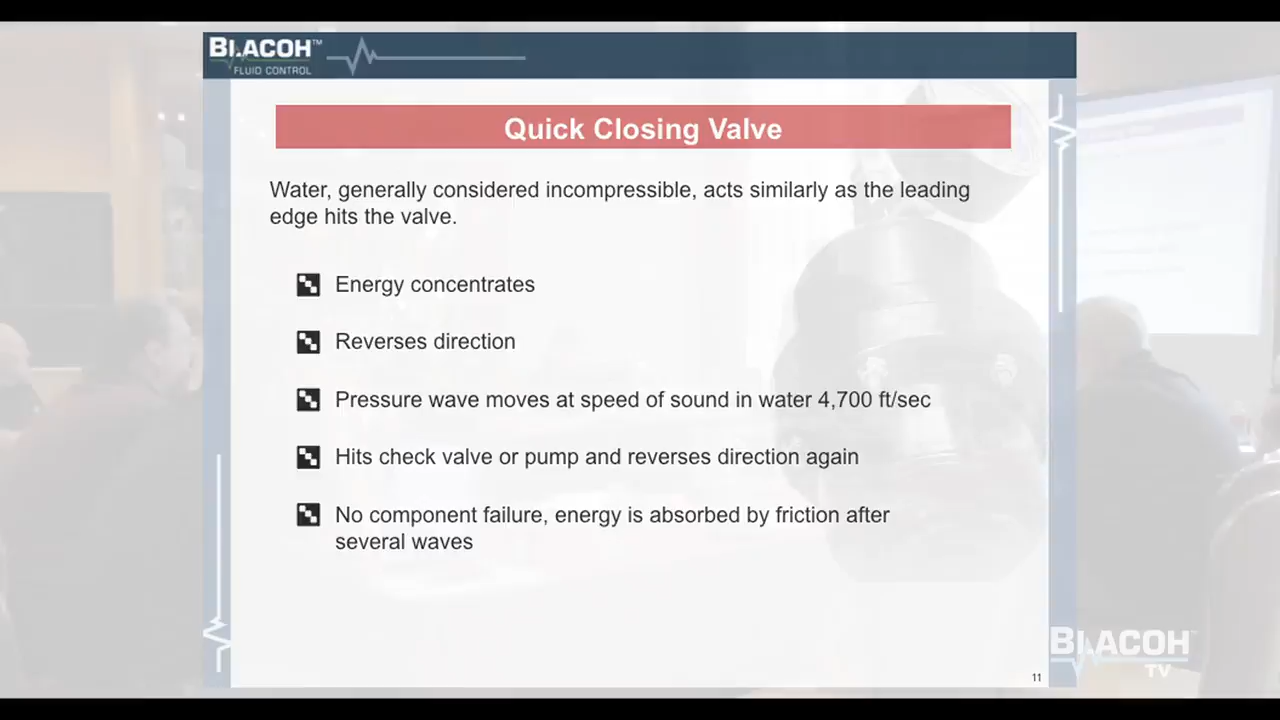 BLACOH™
FLUID CONTROL
Quick Closing Valve
Water, generally considered incompressible, acts similarly as the leading
edge hits the valve.
Energy concentrates
Reverses direction
Pressure wave moves at speed of sound in water 4,700 ft/sec
Hits check valve or pump and reverses direction again
No component failure, energy is absorbed by friction after
several waves
11
BLACOH™
TV